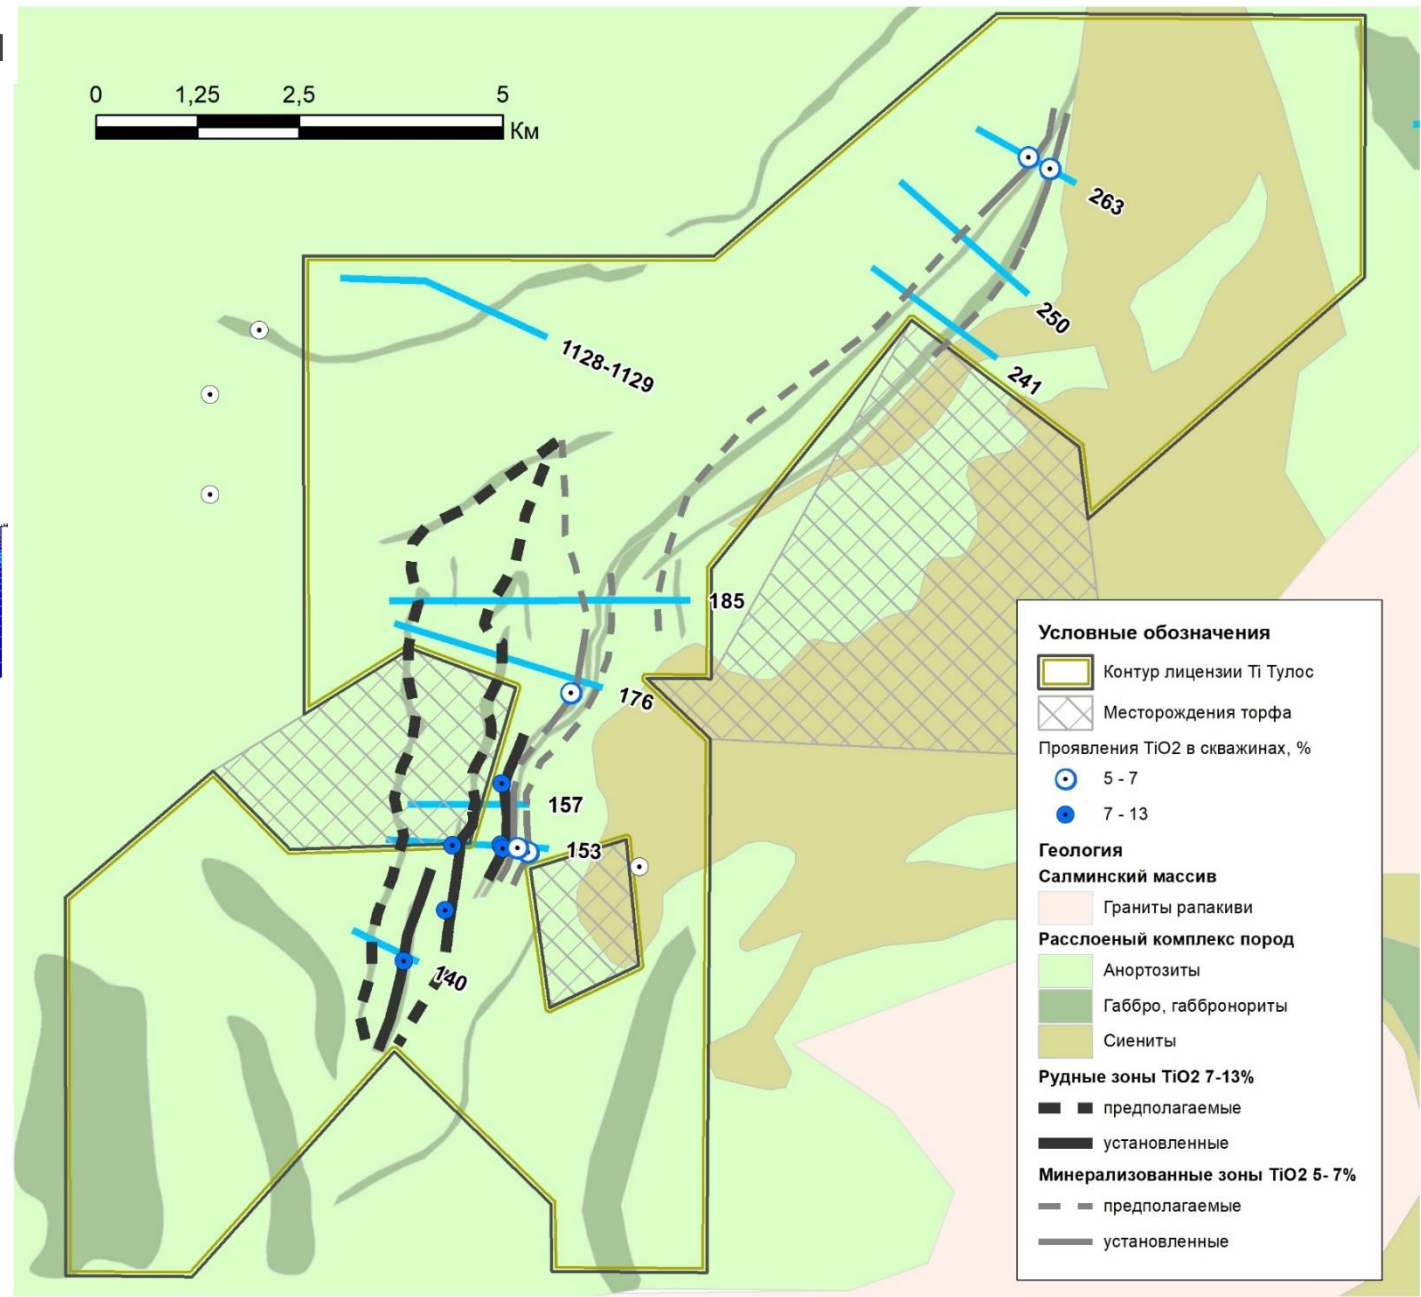 0 1,25 2,5 5
Км
263
250
241
1128-1129
185
176
157
153
140
Условные обозначения
Контур лицензии Ti Тулос
Месторождения торфа
Проявления TiO2 в скважинах, %
5 - 7
7 - 13
Геология
Салминский массив
Граниты рапакиви
Расслоеный комплекс пород
Анортозиты
Габбро, габбронориты
Сиениты
Рудные зоны TiO2 7-13%
предполагаемые
установленные
Минерализованные зоны TiO2 5- 7%
предполагаемые
установленные